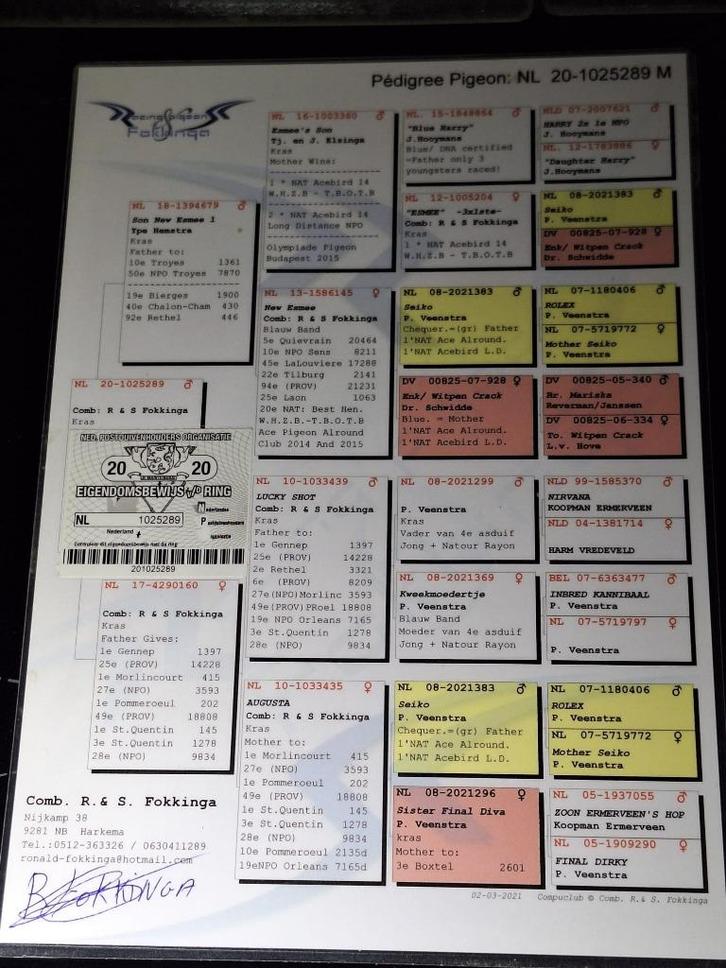 Pédigree Pigeon: NL 20-1025289 M
Fokkinga
NL 20-1025289 ♂
Comb: R & S Fokkinga
Kras
NED. POSTDUIVENHOUDERS ORGANISATIE
20 20
EIGENDOMSBEWIJS v/d RING
NL 1025289
Nederland
201025289
NL 18-1394679 ♂
Son New Esmee 1
Ype Hemstra
Kras
Father to:
10e Troyes 1361
50e NPO Troyes 7870
19e Bierges 1900
40e Chalon-Cham 430
92e Rethel 446
NL 17-4290160 ♀
Comb: R & S Fokkinga
Kras
Father Gives:
1e Gennep 1397
25e (PROV) 14228
1e Morlincourt 415
27e (NPO) 3593
1e Pommeroeul 202
49e (PROV) 18808
1e St.Quentin 145
3e St.Quentin 1278
28e (NPO) 9834
NL 16-1003380 ♂
Esmee's Son
Tj. en J. Elsinga
Kras
Mother Wins:
1 * NAT Acebird 14
W.H.Z.B - T.B.O.T.B
2 * NAT Acebird 14
Long Distance NPO
Olympiade Pigeon
Budapest 2015
NL 13-1586145 ♀
New Esmee
Comb: R & S Fokkinga
Blauw Band
5e Quievrain 20464
10e NPO Sens 8211
45e LaLouviere 17288
22e Tilburg 2141
94e (PROV) 21231
25e Laon 1063
20e NAT: Best Hen.
W.H.Z.B.-T.B.O.T.B
Ace Pigeon Allround
Club 2014 And 2015
NL 10-1033439 ♂
LUCKY SHOT
Comb: R & S Fokkinga
Kras
Father to:
1e Gennep 1397
25e (PROV) 14228
2e Rethel 3321
6e (PROV) 8209
27e(NPO)Morlinc 3593
49e(PROV)PRoel 18808
19e NPO Orleans 7165
3e St.Quentin 1278
28e (NPO) 9834
NL 10-1033435 ♀
AUGUSTA
Comb: R & S Fokkinga
Kras
Mother to:
1e Morlincourt 415
27e (NPO) 3593
1e Pommeroeul 202
49e (PROV) 18808
1e St.Quentin 145
3e St.Quentin 1278
28e (NPO) 9834
10e Pommeroeul 2135d
19eNPO Orleans 7165d
NL 15-1848864 ♂
"Blue Harry"
J.Hooymans
Blue/ DNA certified
=Father only 3
youngsters raced!
NL 12-1005204 ♀
"ESMEE" -3x1ste-
Comb: R & S Fokkinga
Kras
1 * NAT Acebird 14
W.H.Z.B - T.B.O.T.B
NL 08-2021383 ♂
Seiko
P. Veenstra
Chequer.=(gr) Father
1'NAT Ace Alround.
1'NAT Acebird L.D.
DV 00825-07-928 ♀
Enk/ Witpen Crack
Dr. Schwidde
Blue. = Mother
1'NAT Ace Alround.
1'NAT Acebird L.D.
NL 08-2021299 ♂
P. Veenstra
Kras
Vader van 4e asduif
Jong + Natour Rayon
NL 08-2021369 ♀
Kweekmoedertje
P. Veenstra
Blauw Band
Moeder van 4e asduif
Jong + Natour Rayon
NL 08-2021383 ♂
Seiko
P. Veenstra
Chequer.=(gr) Father
1'NAT Ace Alround.
1'NAT Acebird L.D.
NL 08-2021296 ♀
Sister Final Diva
P. Veenstra
kras
Mother to:
3e Boxtel 2601
NLD 07-2007621 ♂
HARRY 2x 1e NPO
J. Hooymans
NL. 12-1783886 ♀
"Daughter Harry"
J.Hooymans
NL 08-2021383 ♂
Seiko
P. Veenstra
DV 00825-07-928 ♀
Enk/ Witpen Crack
Dr. Schwidde
NL 07-1180406 ♂
ROLEX
P. Veenstra
NL 07-5719772 ♀
Mother Seiko
P. Veenstra
DV 00825-05-340 ♂
Br. Mariska
Reverman/Janssen
DV 00825-06-334 ♀
To. Witpen Crack
L.v. Hove
NLD 99-1585370 ♂
NIRVANA
KOOPMAN ERMERVEEN
NLD 04-1381714 ♀
HARM VREDEVELD
BEL 07-6363477 ♂
INBRED KANNIBAAL
P. Veenstra
NL 07-5719797 ♀
P. Veenstra
NL 07-1180406 ♂
ROLEX
P. Veenstra
NL 07-5719772 ♀
Mother Seiko
P. Veenstra
NL 05-1937055 ♂
ZOON ERMERVEEN'S HOP
Koopman Ermerveen
NL 05-1909290 ♀
FINAL DIRKY
P. Veenstra
Comb. R.& S. Fokkinga
Nijkamp 38
9281 NB Harkema
Tel.:0512-363326 / 0630411289
ronald-fokkinga@hotmail.com
R FOKKINGA
02-03-2021 Compuclub © Comb. R.& S. Fokkinga